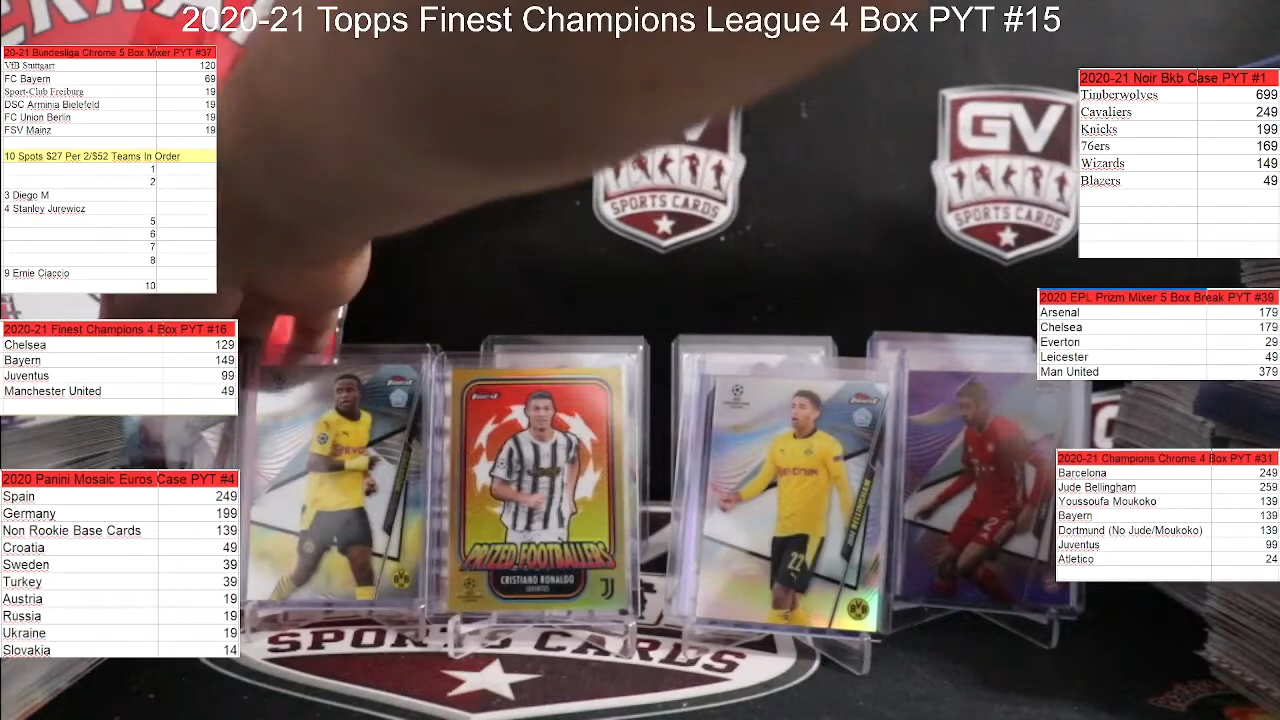 2020-21 Topps Finest Champions League 4 Box PYT #15
20-21 Bundesliga Chrome 5 Box Mixer PYT #37
VfB Stuttgart 120
FC Bayern 69
Sport-Club Freiburg 19
DSC Arminia Bielefeld 19
FC Union Berlin 19
FSV Mainz 19
10 Spots $27 Per 2/$52 Teams In Order
1
2
3 Diego M
4 Stanley Jurewicz
5
6
7
8
9 Ernie Ciaccio
10
2020-21 Finest Champions 4 Box PYT #16
Chelsea 129
Bayern 149
Juventus 99
Manchester United 49
2020 Panini Mosaic Euros Case PYT #4
Spain 249
Germany 199
Non Rookie Base Cards 139
Croatia 49
Sweden 39
Turkey 39
Austria 19
Russia 19
Ukraine 19
Slovakia 14
2020-21 Noir Bkb Case PYT #1
Timberwolves 699
Cavaliers 249
Knicks 199
76ers 169
Wizards 149
Blazers 49
2020 EPL Prizm Mixer 5 Box Break PYT #39
Arsenal 179
Chelsea 179
Everton 29
Leicester 49
Man United 379
2020-21 Champions Chrome 4 Box PYT #31
Barcelona 249
Jude Bellingham 259
Youssoufa Moukoko 139
Bayern 139
Dortmund (No Jude/Moukoko) 139
Juventus 99
Atletico 24
V
SPORTS CARDS
GV
SPORTS CARDS
Finest
PRIZED FOOTBALLERS
CRISTIANO RONALDO
JUVENTUS
Finest
EVONIK
22
JUDE BELLINGHAM
BVB
SPORTS CARDS